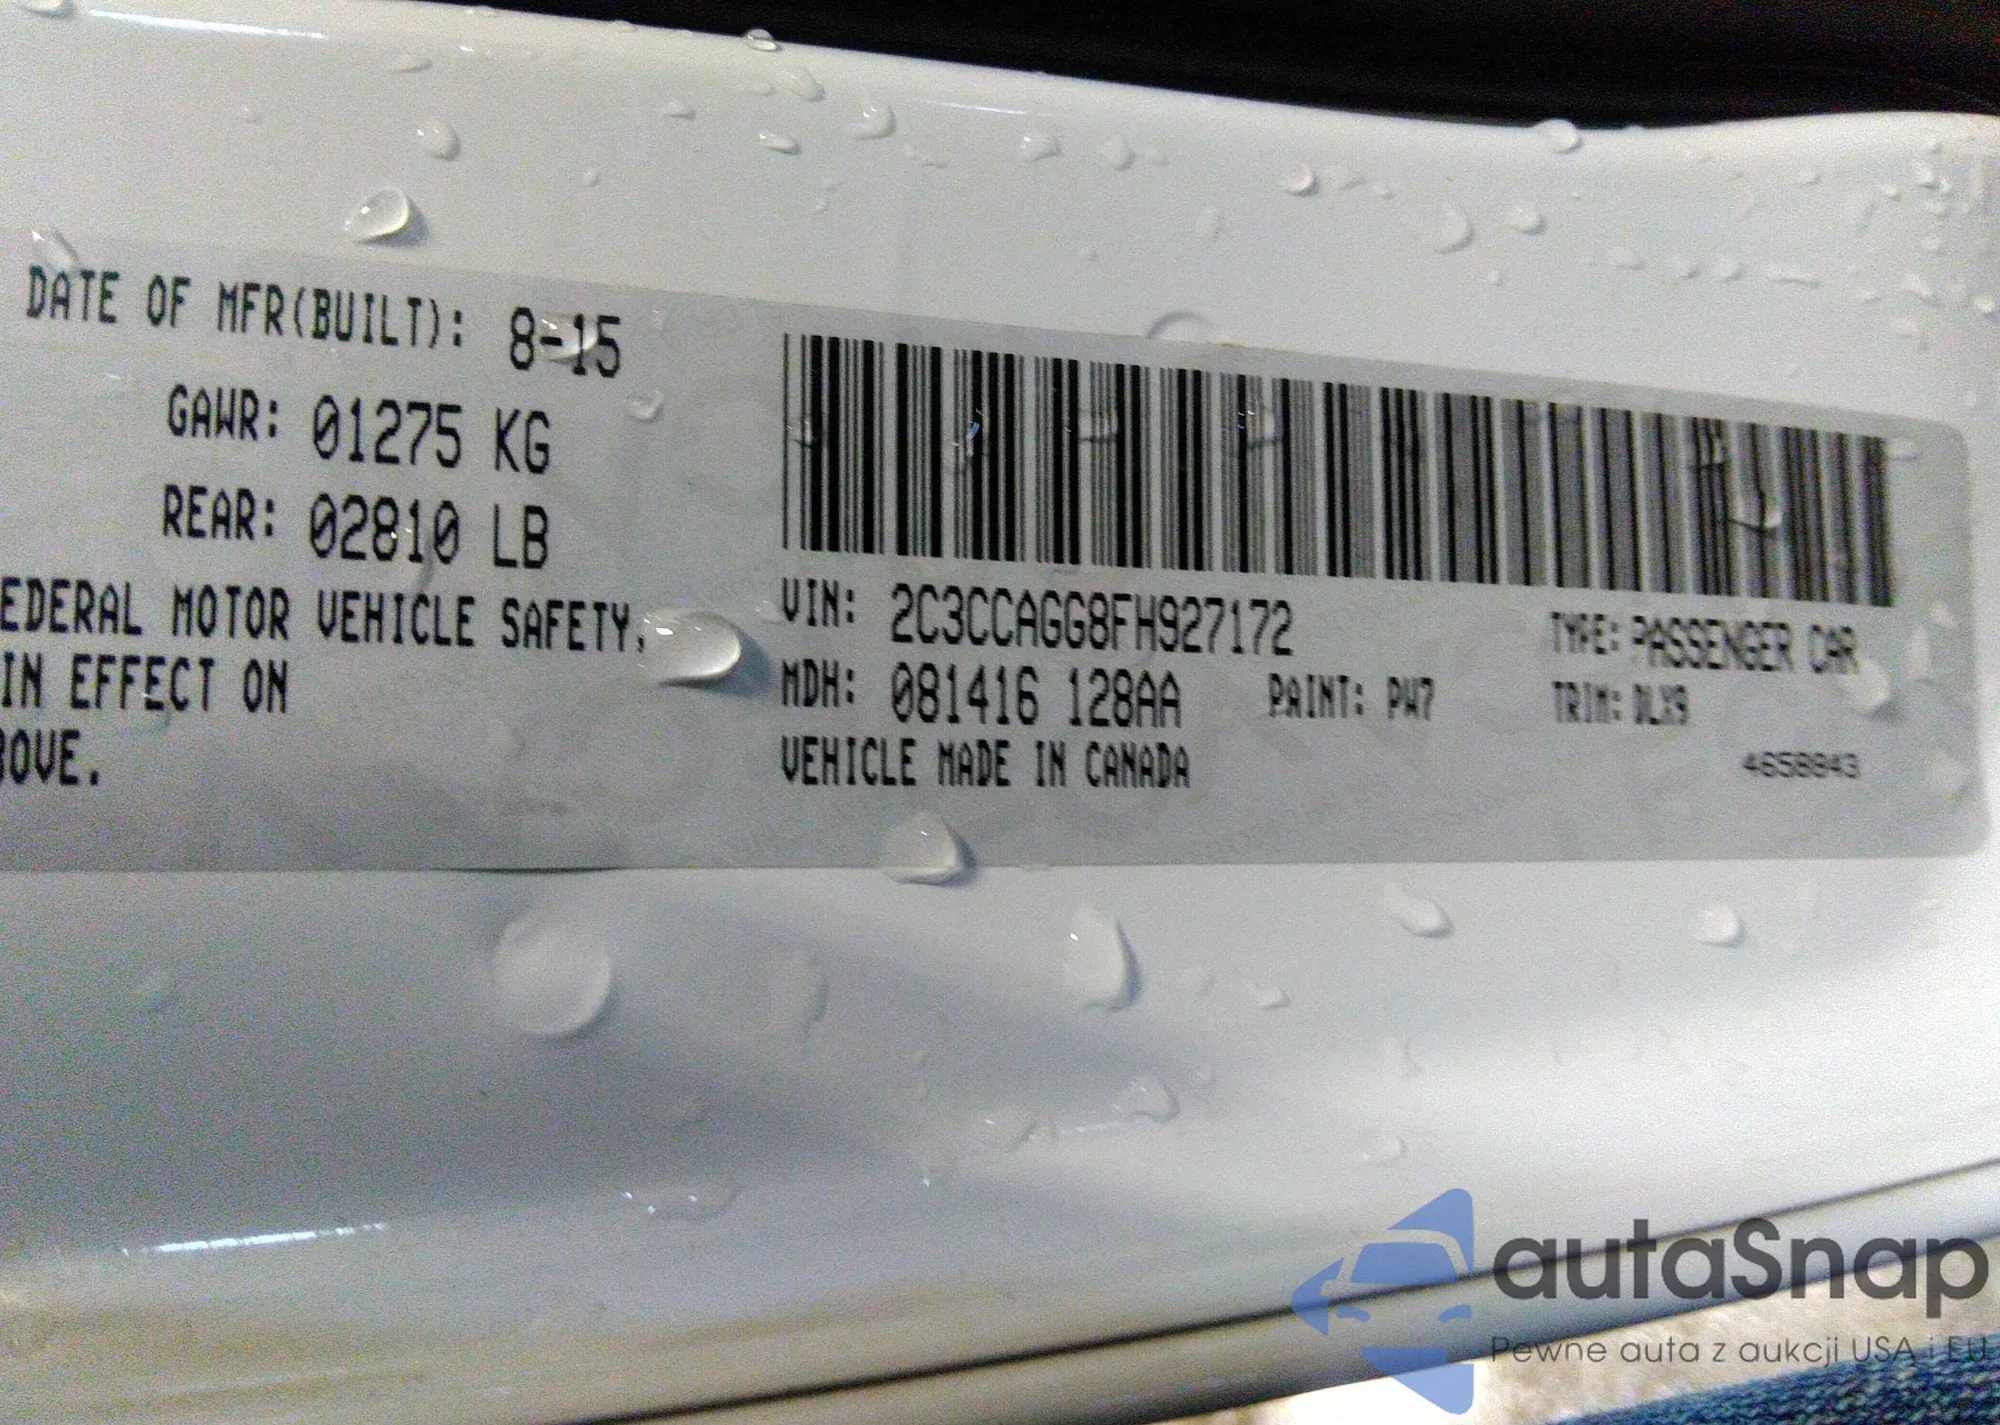 DATE OF MFR(BUILT): 8-15
GAWR: 01275 KG
REAR: 02810 LB
EDERAL MOTOR VEHICLE SAFETY,
IN EFFECT ON
BOVE.
VIN: 2C3CCAGG8FH927172
TYPE: PASSENGER CAR
MDH: 081416 128AA
PAINT: PW7
TRIM: DLX9
VEHICLE MADE IN CANADA
4658843
autaSnap
Pewne auta z aukcji USA i EU